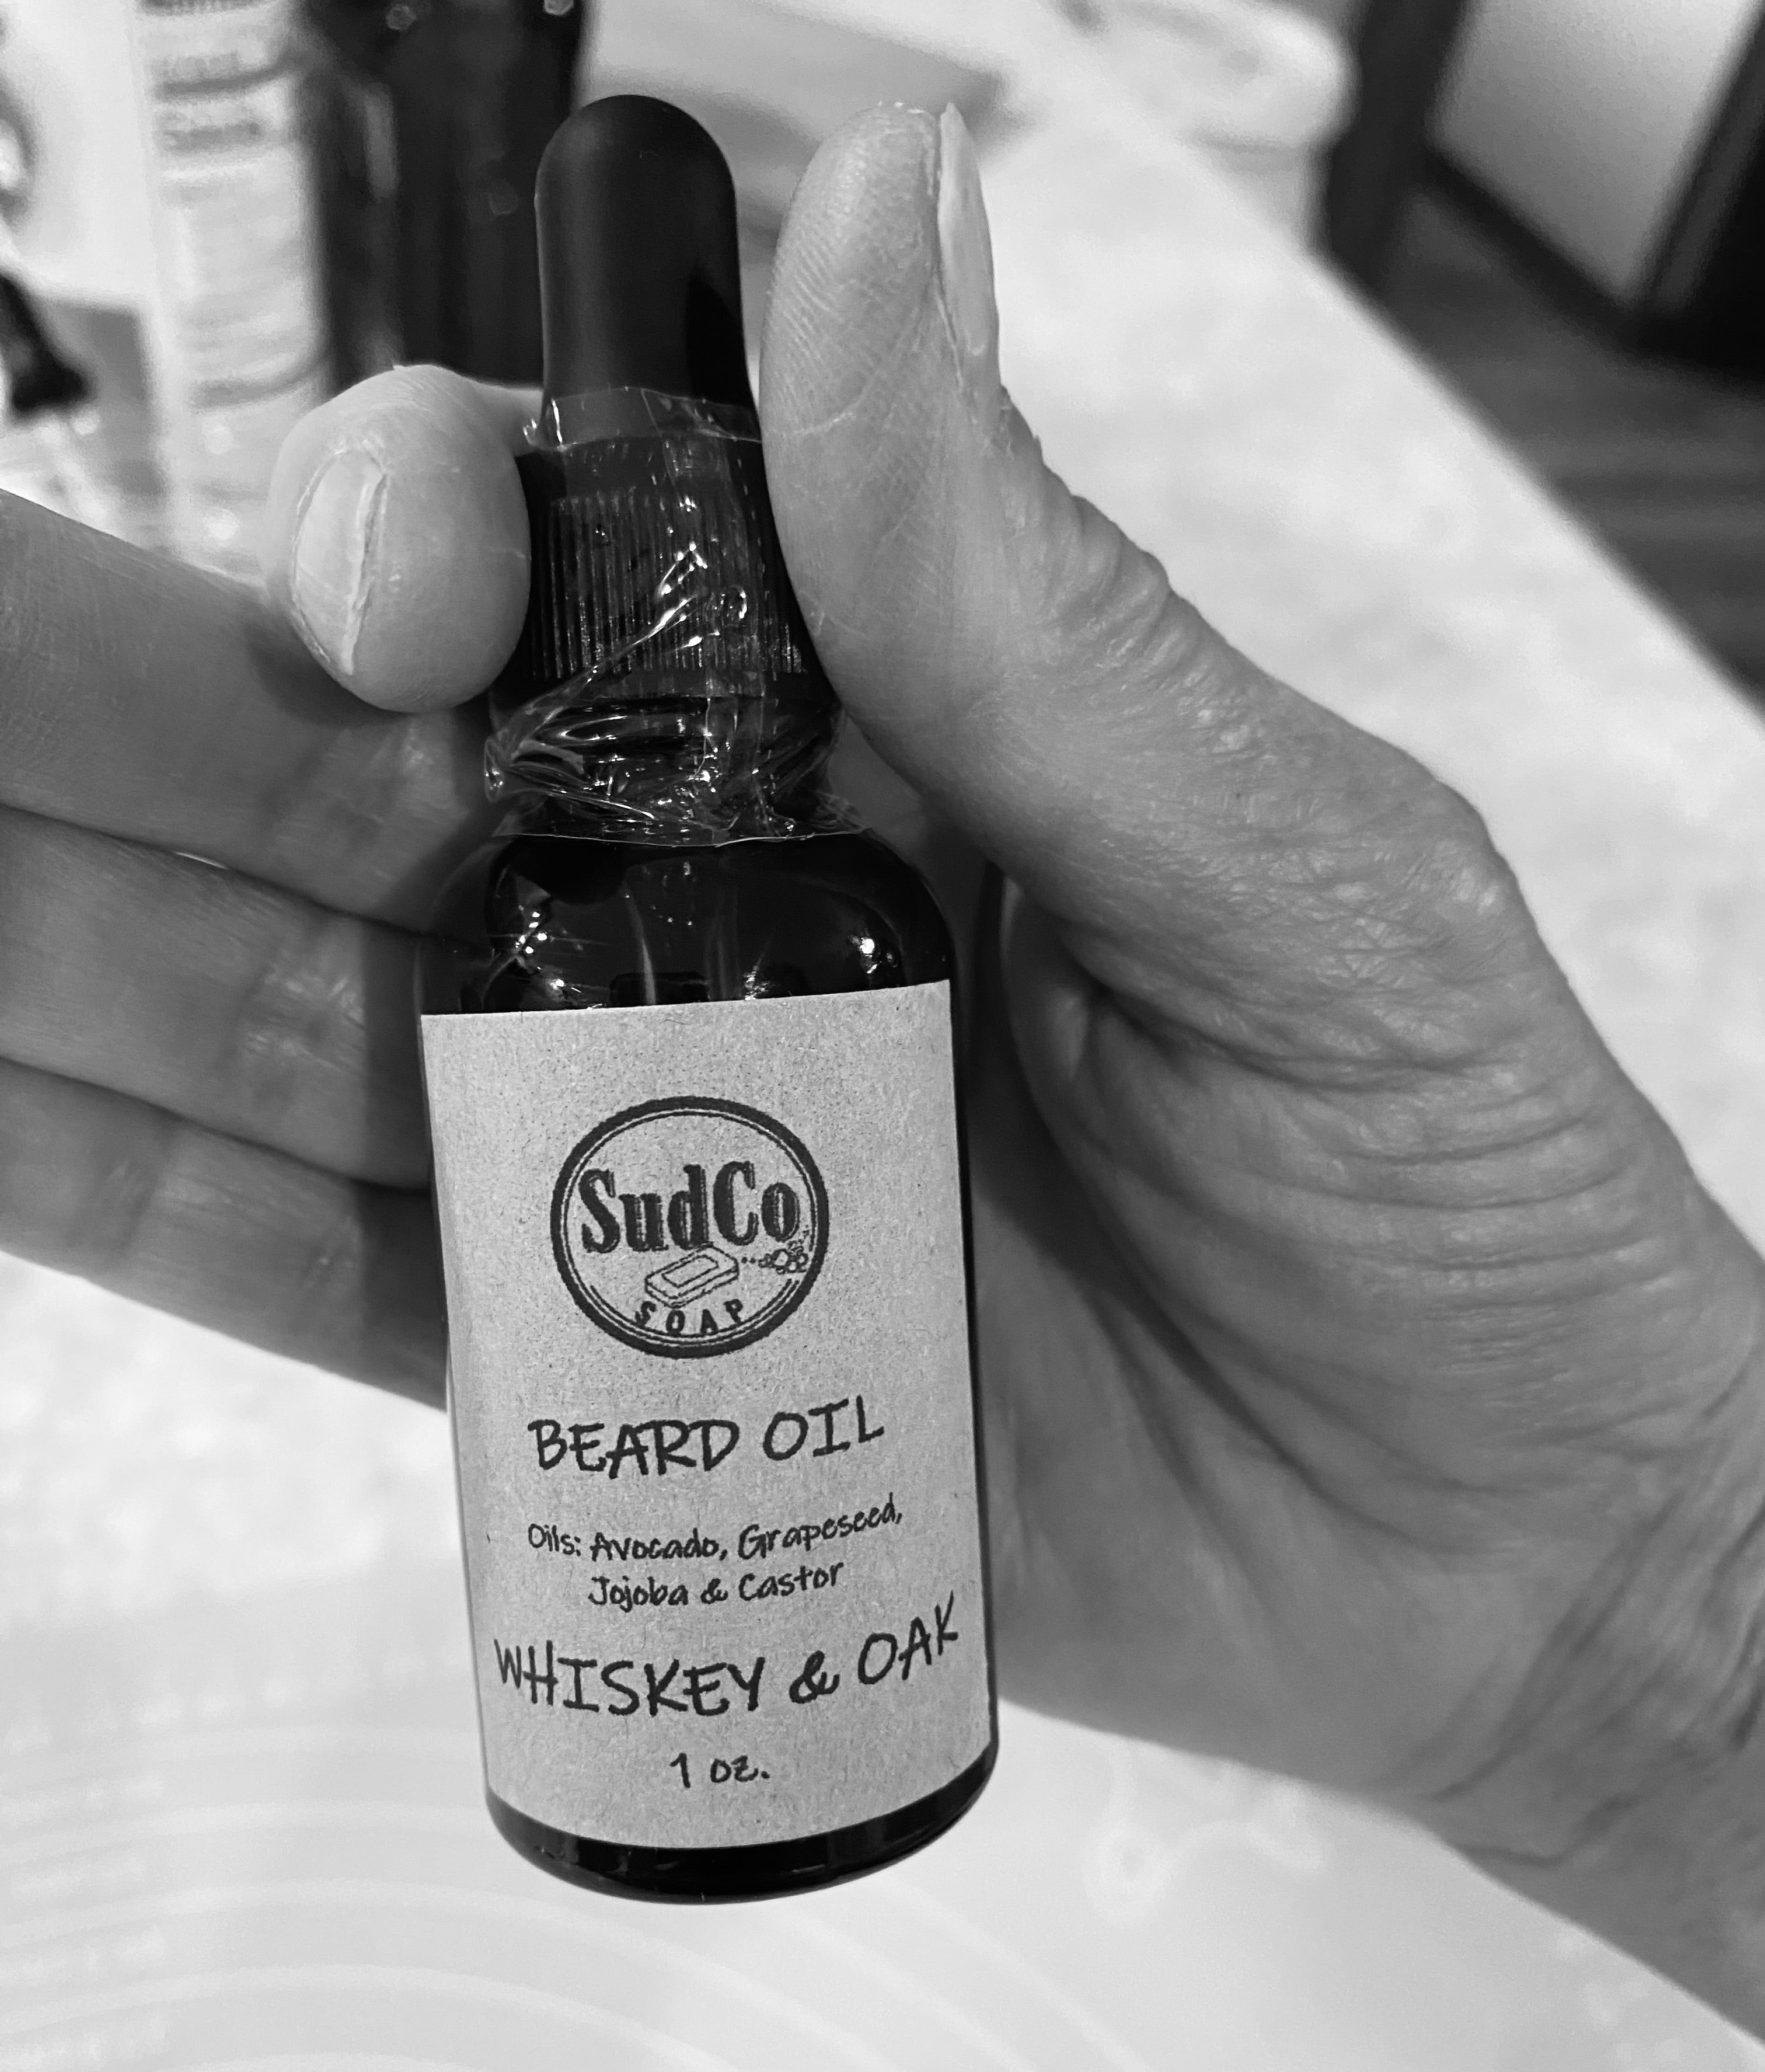 SudCo
SOAP
BEARD OIL
Oils: Avocado, Grapeseed,
Jojoba & Castor
WHISKEY & OAK
1 oz.